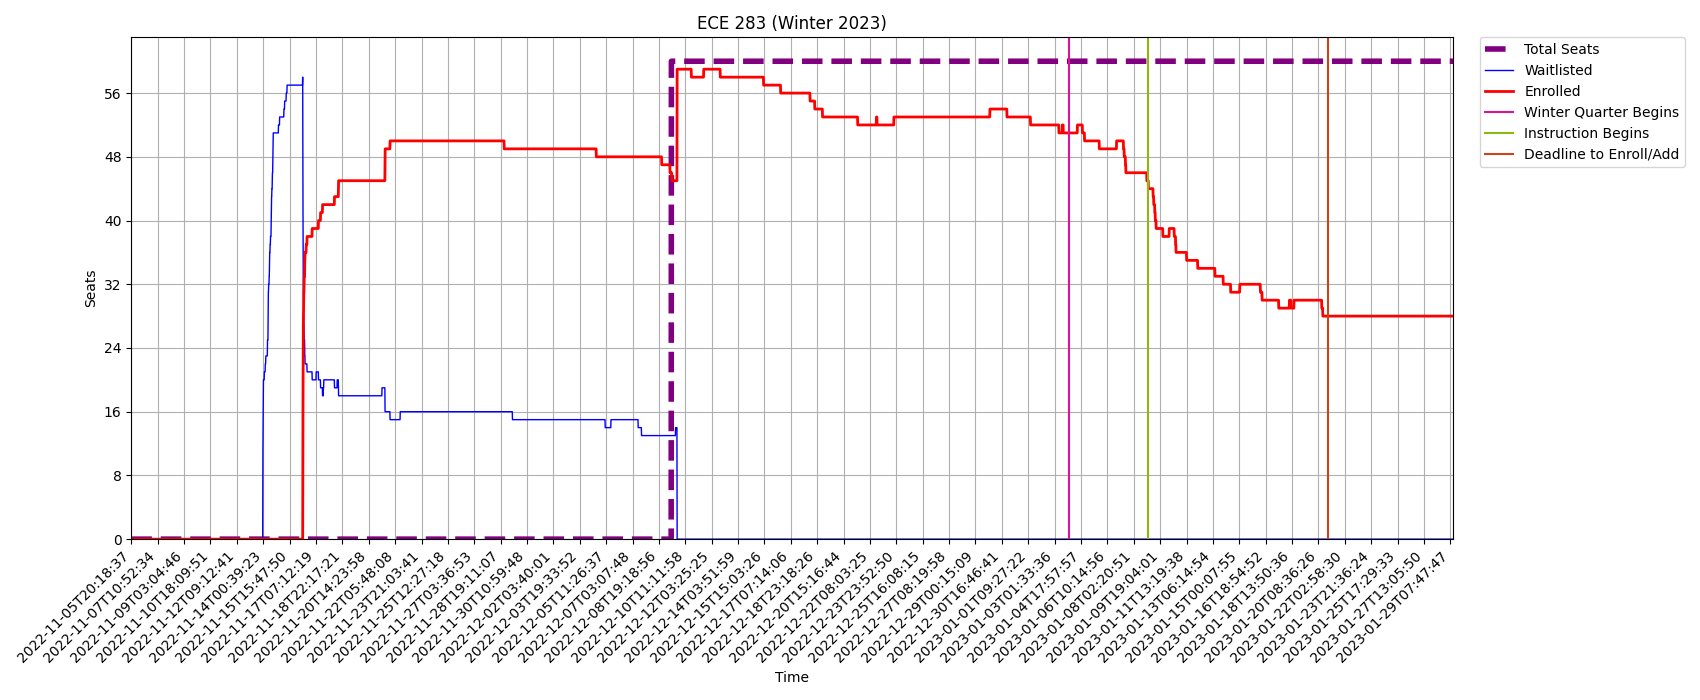 ECE 283 (Winter 2023)
Total Seats
Waitlisted
Enrolled
Winter Quarter Begins
Instruction Begins
Deadline to Enroll/Add
Seats
56
48
40
32
24
16
8
0
2022-11-05T20:18:37
2022-11-07T10:52:34
2022-11-09T03:04:46
2022-11-10T18:09:51
2022-11-12T09:12:41
2022-11-14T00:39:23
2022-11-15T15:47:50
2022-11-17T07:12:19
2022-11-18T22:17:21
2022-11-20T14:23:58
2022-11-22T05:48:08
2022-11-23T21:03:41
2022-11-25T12:27:18
2022-11-27T03:36:53
2022-11-28T19:11:07
2022-11-30T10:59:48
2022-12-02T03:40:01
2022-12-03T19:33:52
2022-12-05T11:26:37
2022-12-07T03:07:48
2022-12-08T19:18:56
2022-12-10T11:11:58
2022-12-12T03:25:25
2022-12-14T03:51:59
2022-12-15T15:03:26
2022-12-17T07:14:06
2022-12-18T23:18:26
2022-12-20T15:16:44
2022-12-22T08:03:25
2022-12-23T23:52:50
2022-12-25T16:08:15
2022-12-27T08:19:58
2022-12-29T00:15:09
2022-12-30T16:46:41
2023-01-01T09:27:22
2023-01-03T01:33:36
2023-01-04T17:57:57
2023-01-06T10:14:56
2023-01-08T02:20:51
2023-01-09T19:04:01
2023-01-11T13:19:38
2023-01-13T06:14:54
2023-01-15T00:07:55
2023-01-16T18:54:52
2023-01-18T13:50:36
2023-01-20T08:36:26
2023-01-22T02:58:30
2023-01-23T21:36:24
2023-01-25T17:29:33
2023-01-27T13:05:50
2023-01-29T07:47:47
Time